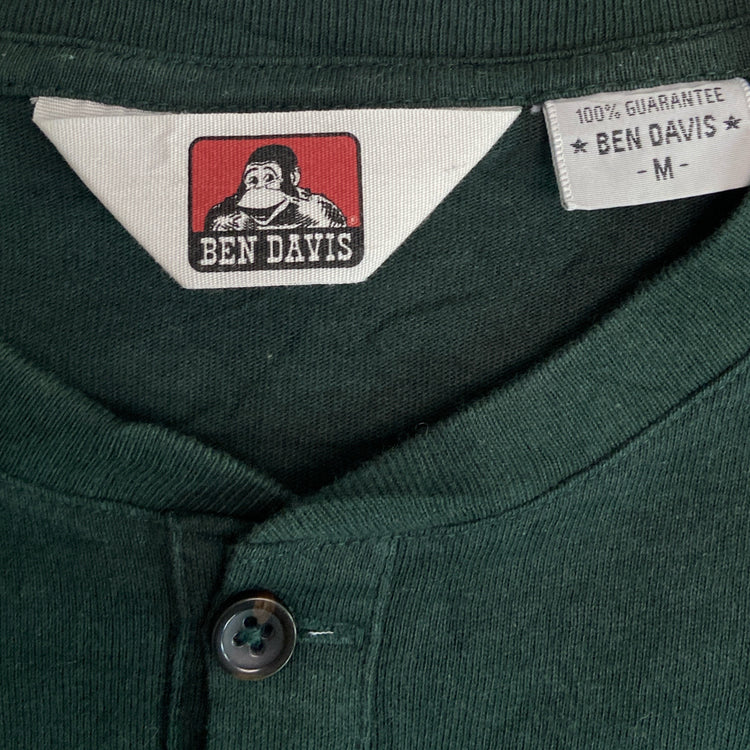 BEN DAVIS
®
100% GUARANTEE
★ BEN DAVIS ★
- M -